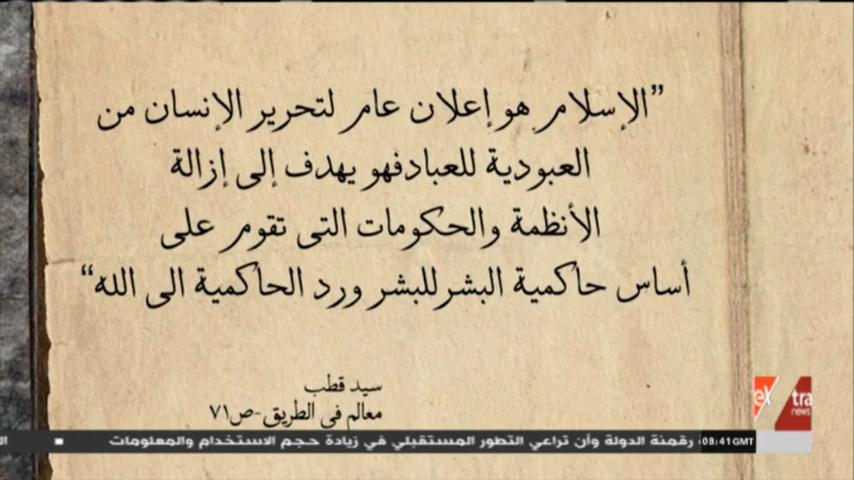 ”الإسلام هو إعلان عام لتحرير الإنسان من
العبودية للعبادفهو يهدف إلى إزالة
الأنظمة والحكومات التى تقوم على
أساس حاكمية البشرللبشر ورد الحاكمية الى الله“
سيد قطب
معالم فى الطريق-ص٧١
extra
news
رقمنة الدولة وأن تراعي التطور المستقبلي في زيادة حجم الاستخدام والمعلومات ■
08:41GMT